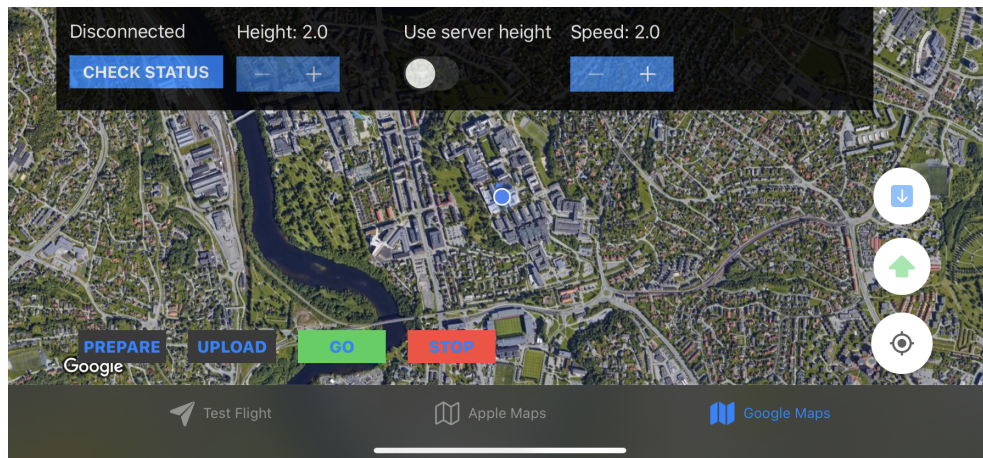 Disconnected
Height: 2.0
Use server height
Speed: 2.0
CHECK STATUS
− +
− +
PREPARE
UPLOAD
GO
STOP
Google
Test Flight
Apple Maps
Google Maps